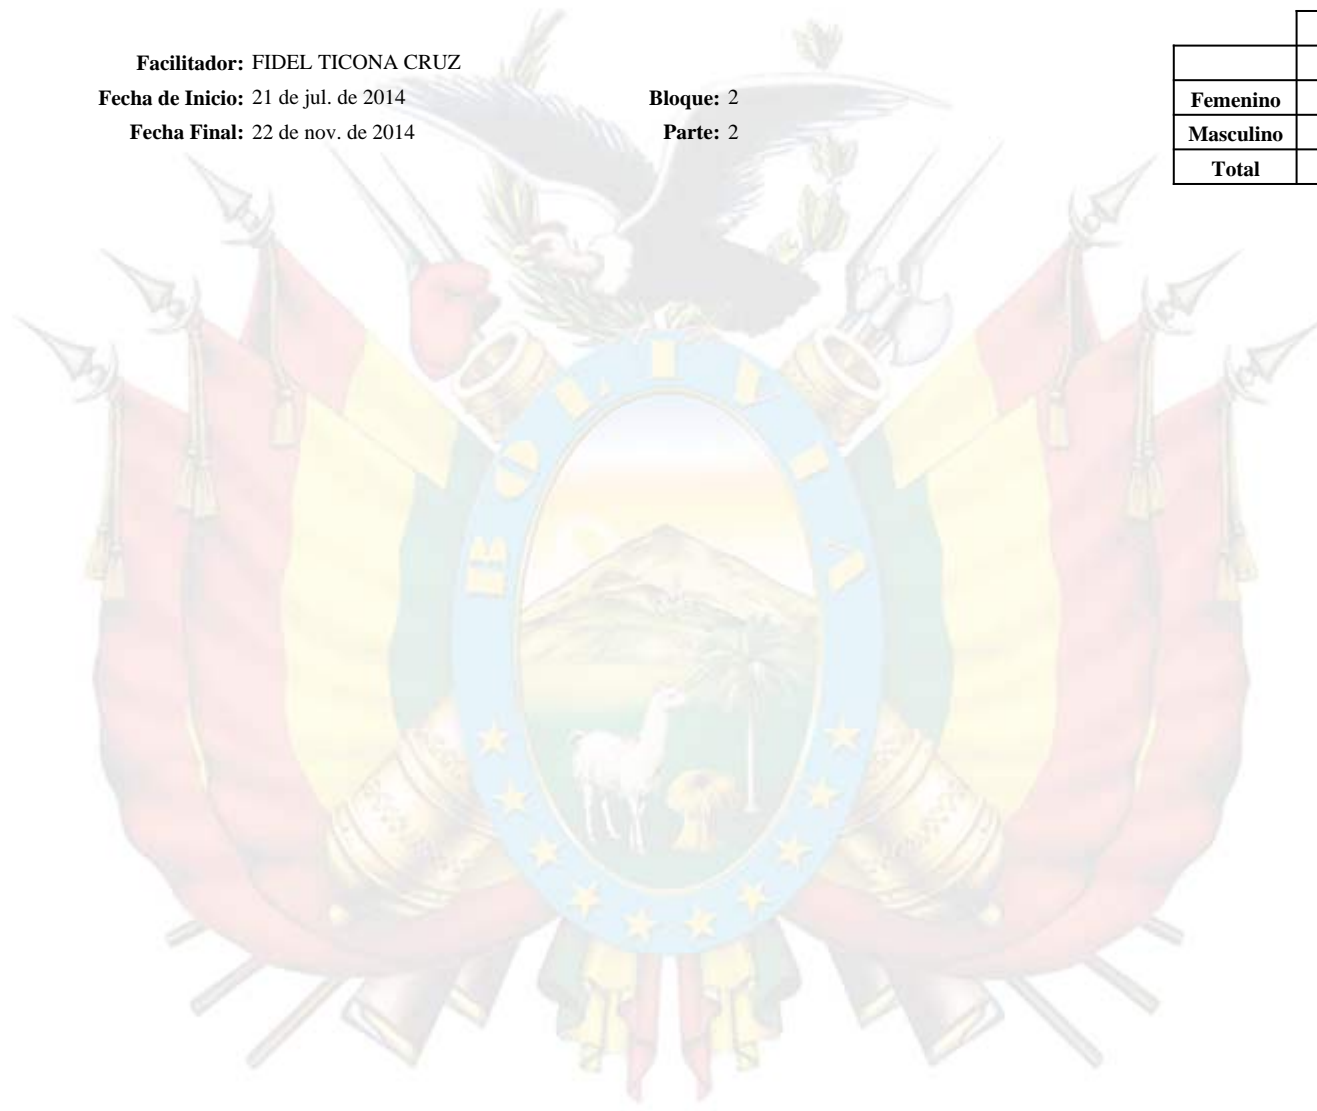 Facilitador: FIDEL TICONA CRUZ
Fecha de Inicio: 21 de jul. de 2014 Bloque: 2
Fecha Final: 22 de nov. de 2014 Parte: 2
Femenino
Masculino
Total
BOLIVIA